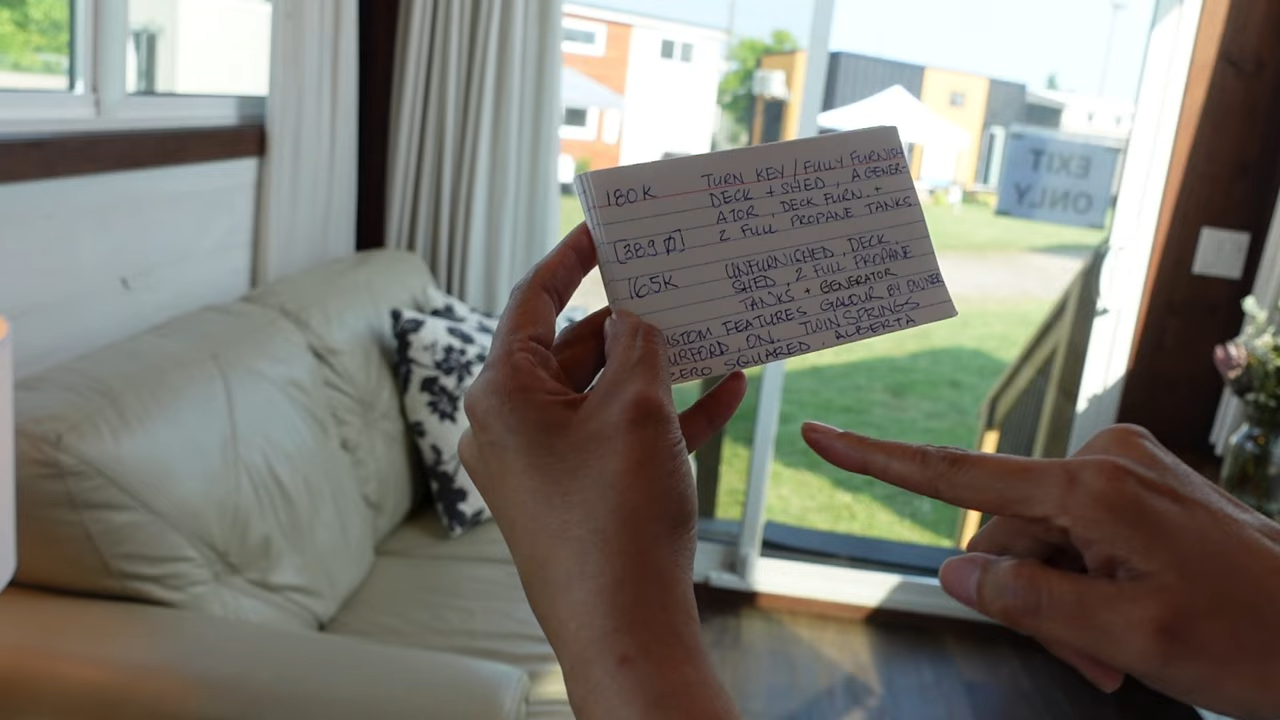 180K TURN KEY / FULLY FURNISH
DECK + SHED, A GENER-
ATOR, DECK FURN. +
[389 Ø] 2 FULL PROPANE TANKS
165K UNFURNISHED, DECK,
SHED, 2 FULL PROPANE
TANKS + GENERATOR
USTOM FEATURES GALOUR BY OWNER
URFORD, ON. TWIN SPRINGS
ZERO SQUARED, ALBERTA
EXIT
ONLY